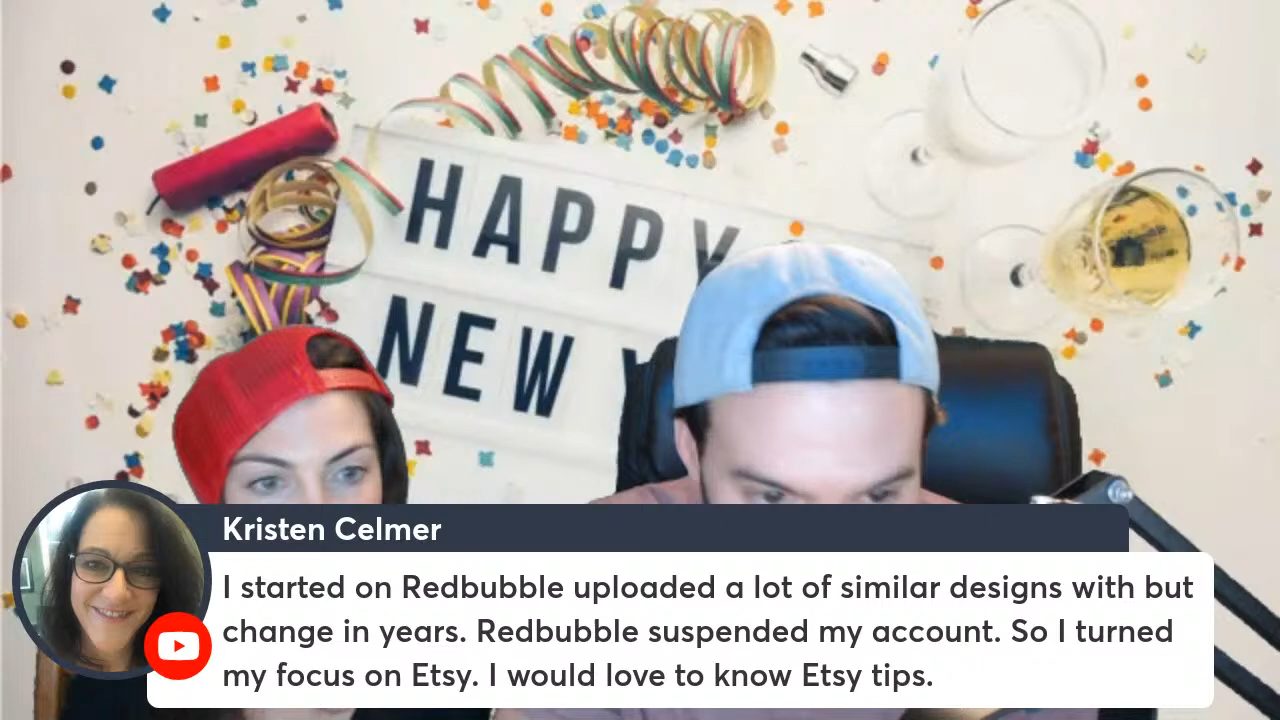 HAPPY
NEW
Kristen Celmer
I started on Redbubble uploaded a lot of similar designs with but
change in years. Redbubble suspended my account. So I turned
my focus on Etsy. I would love to know Etsy tips.